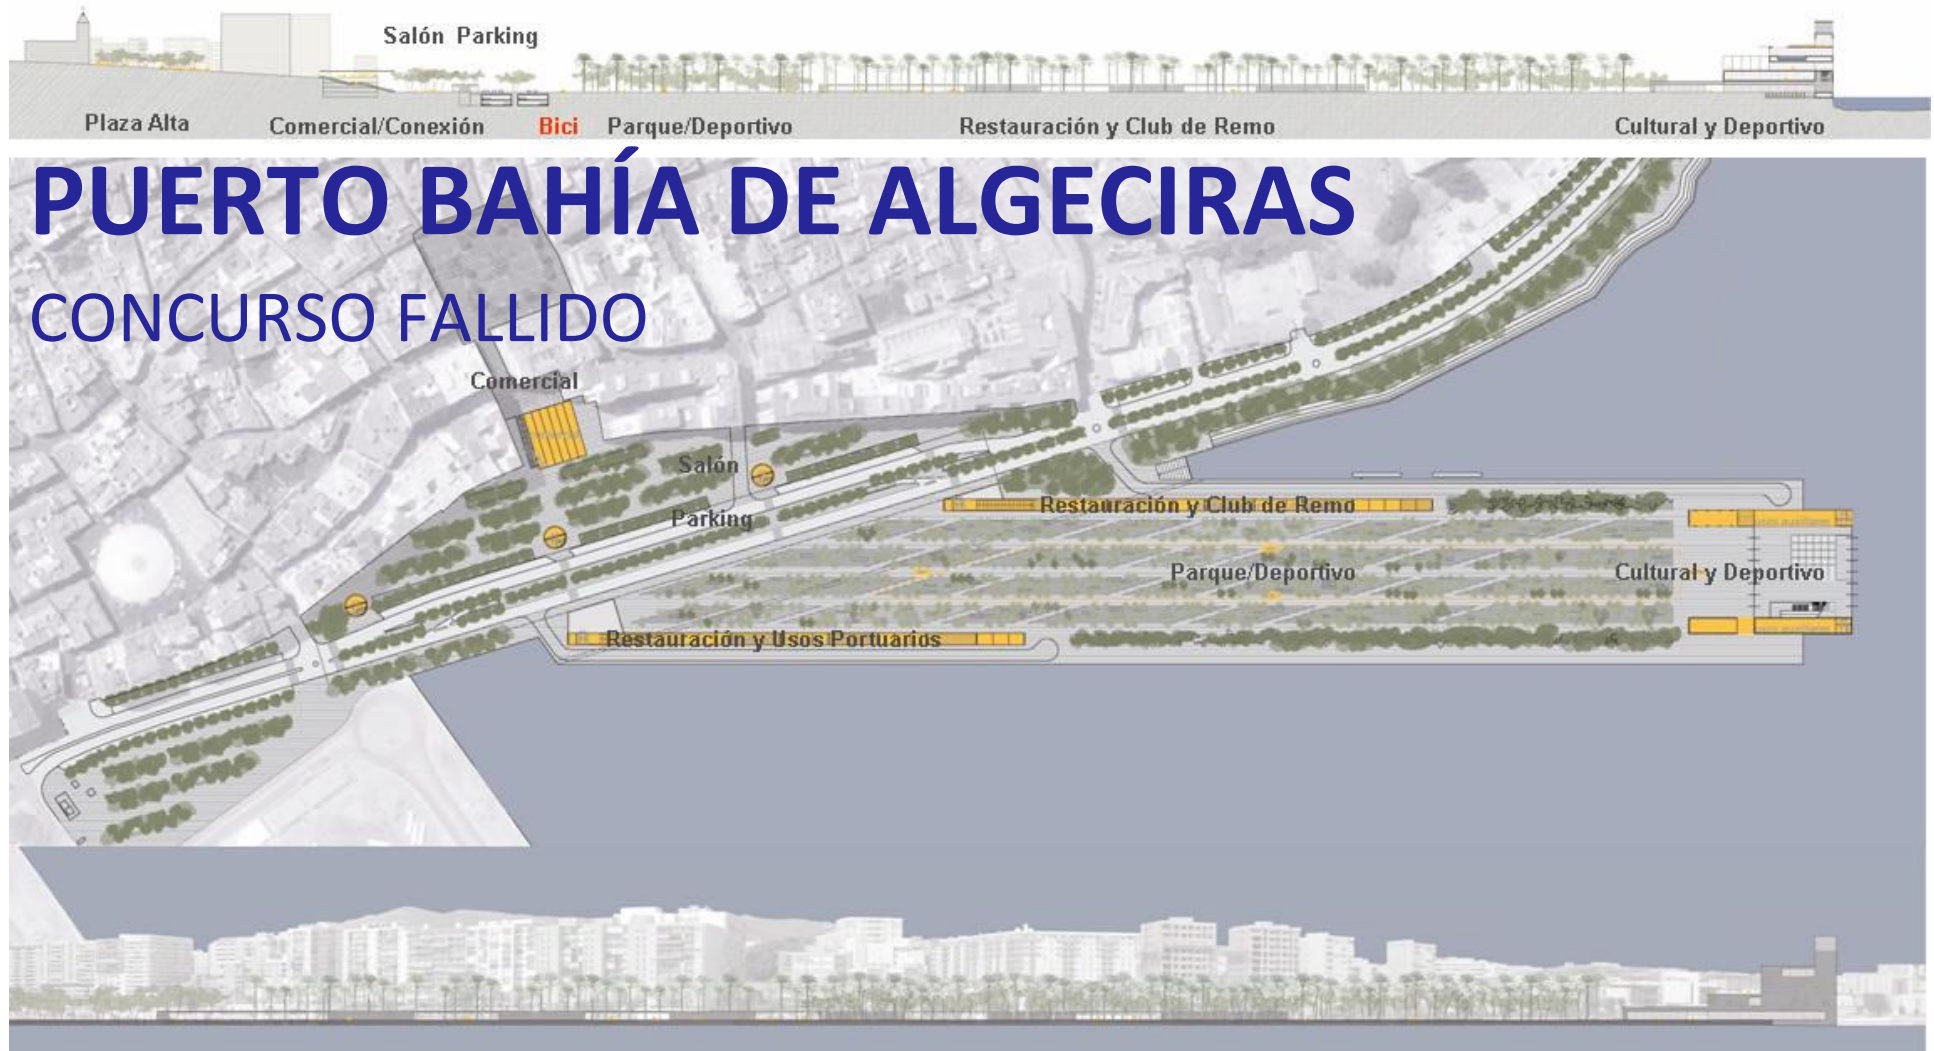 Salón Parking
Plaza Alta
Comercial/Conexión
Bici
Parque/Deportivo
Restauración y Club de Remo
Cultural y Deportivo
PUERTO BAHÍA DE ALGECIRAS
CONCURSO FALLIDO
Comercial
Salón
Parking
Restauración y Club de Remo
Parque/Deportivo
Cultural y Deportivo
Restauración y Usos Portuarios